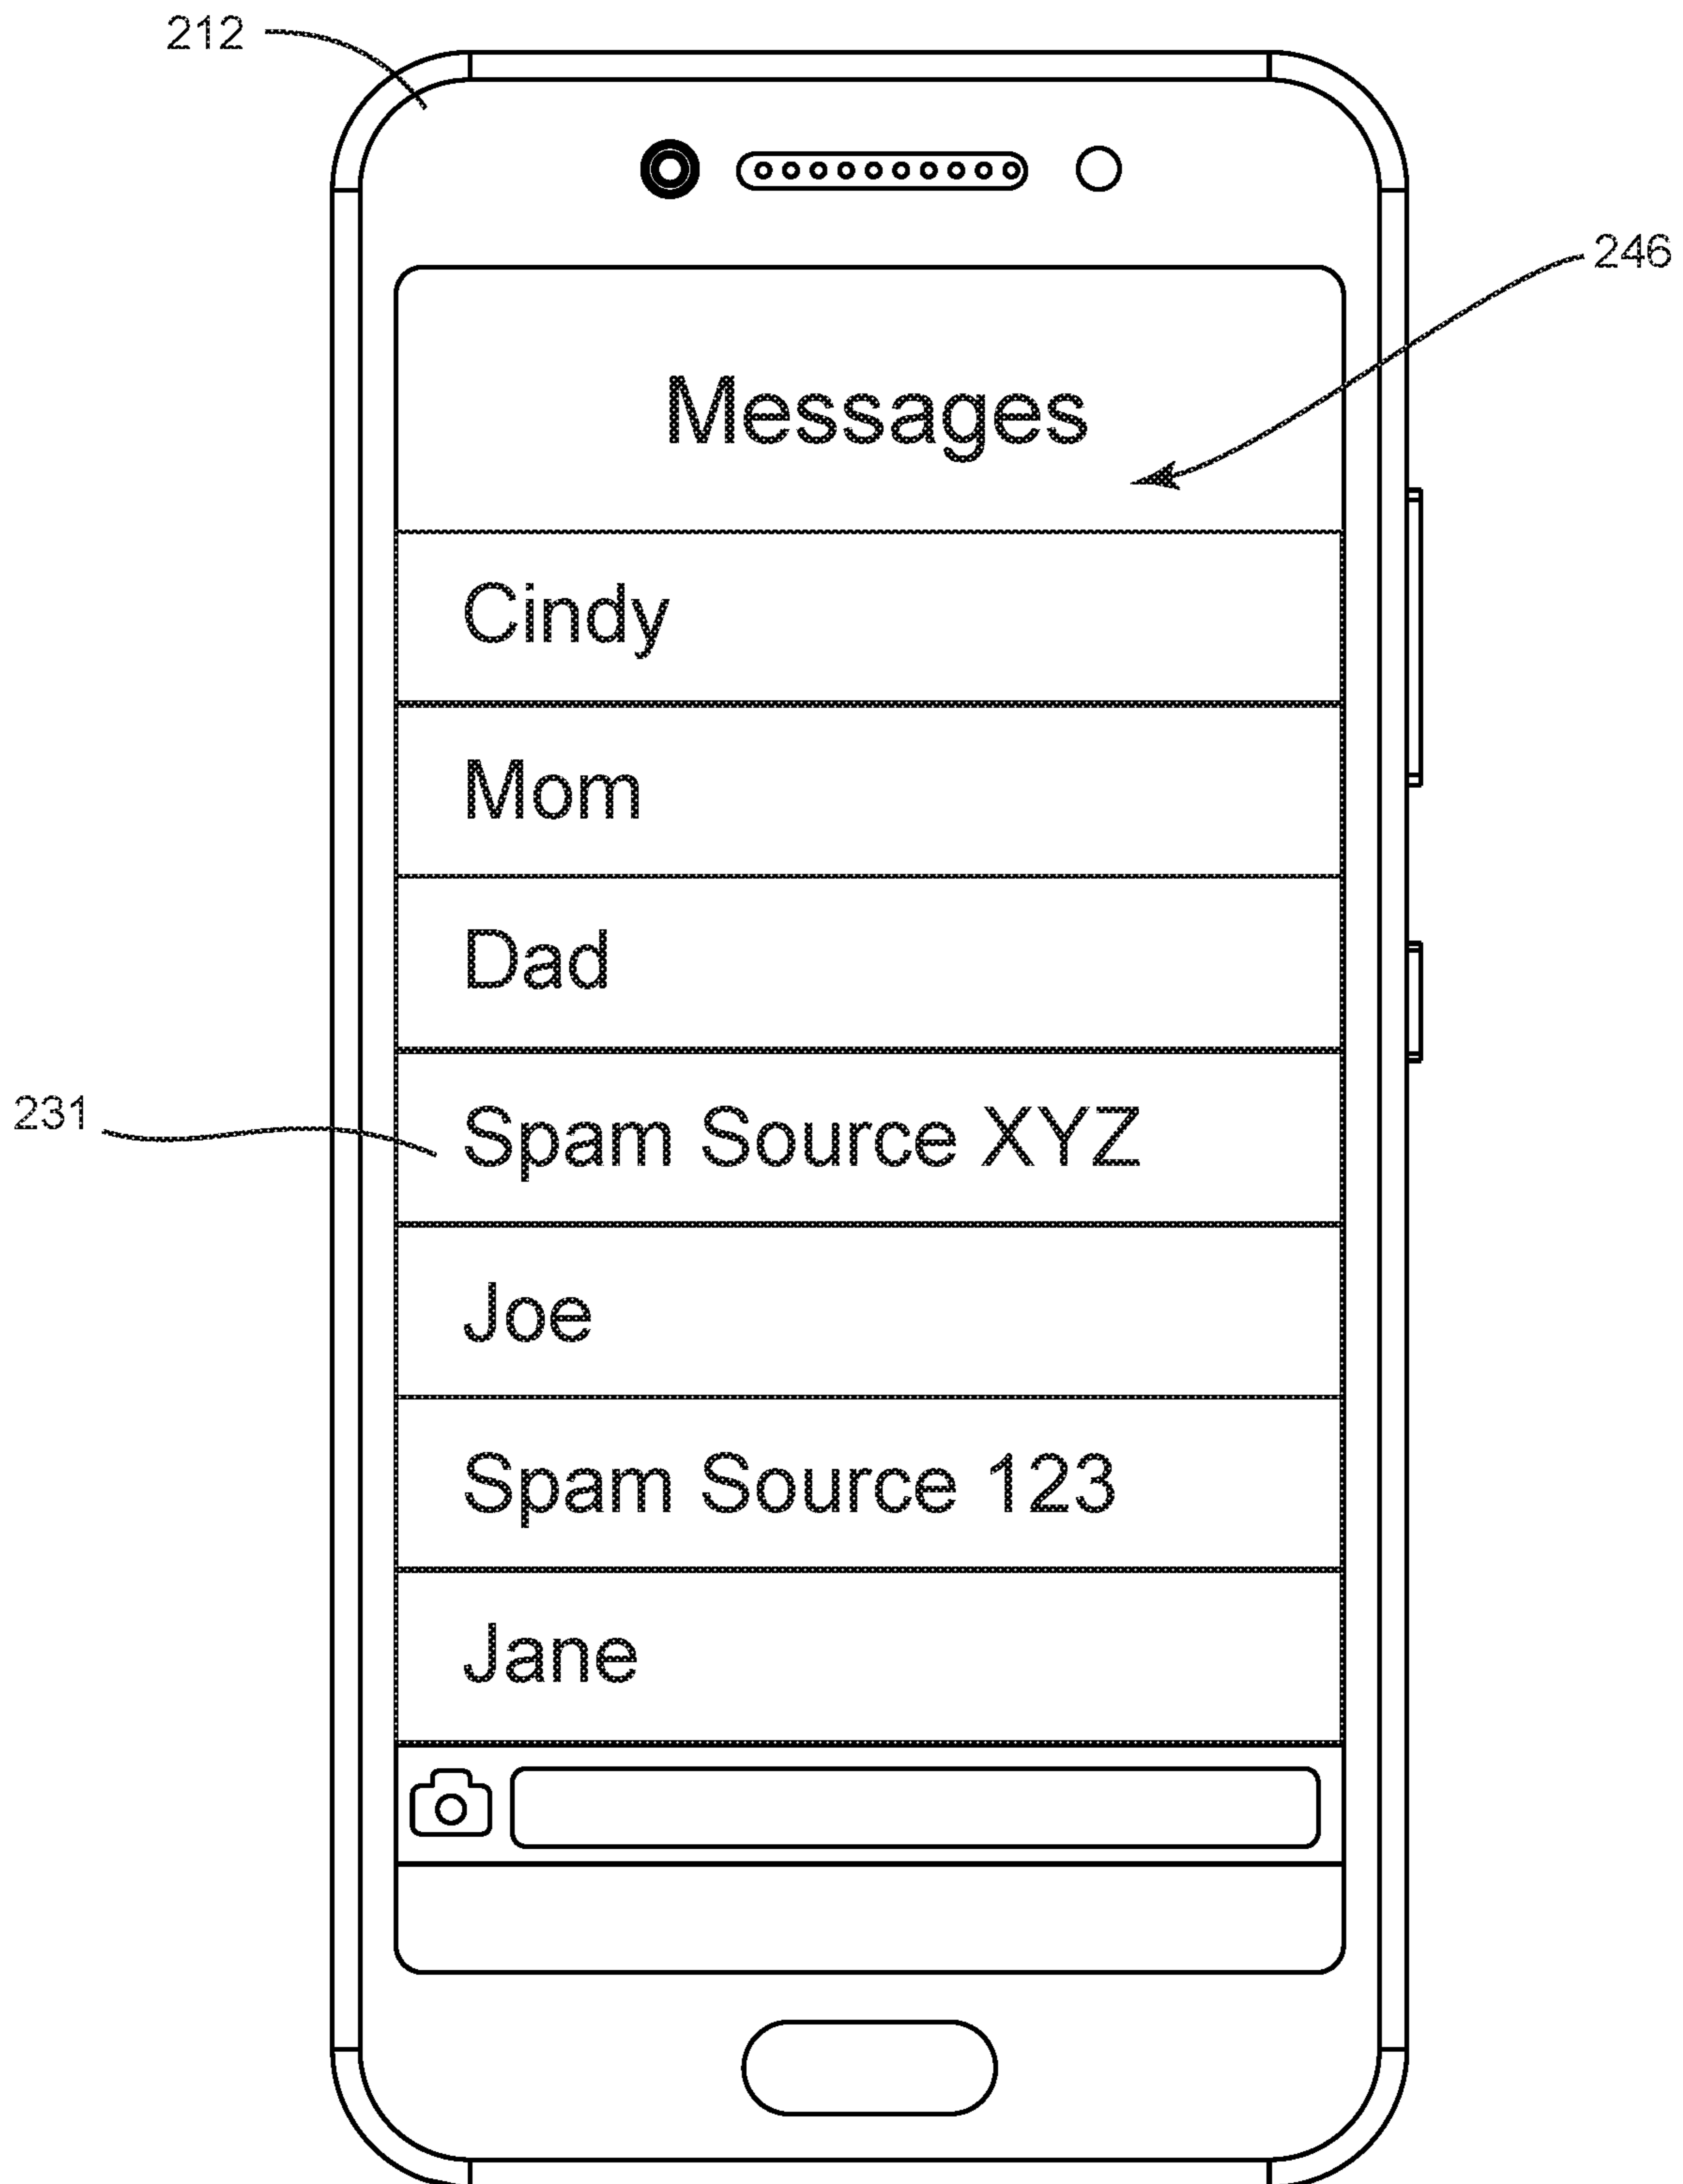 212
246
Messages
Cindy
Mom
Dad
231
Spam Source XYZ
Joe
Spam Source 123
Jane